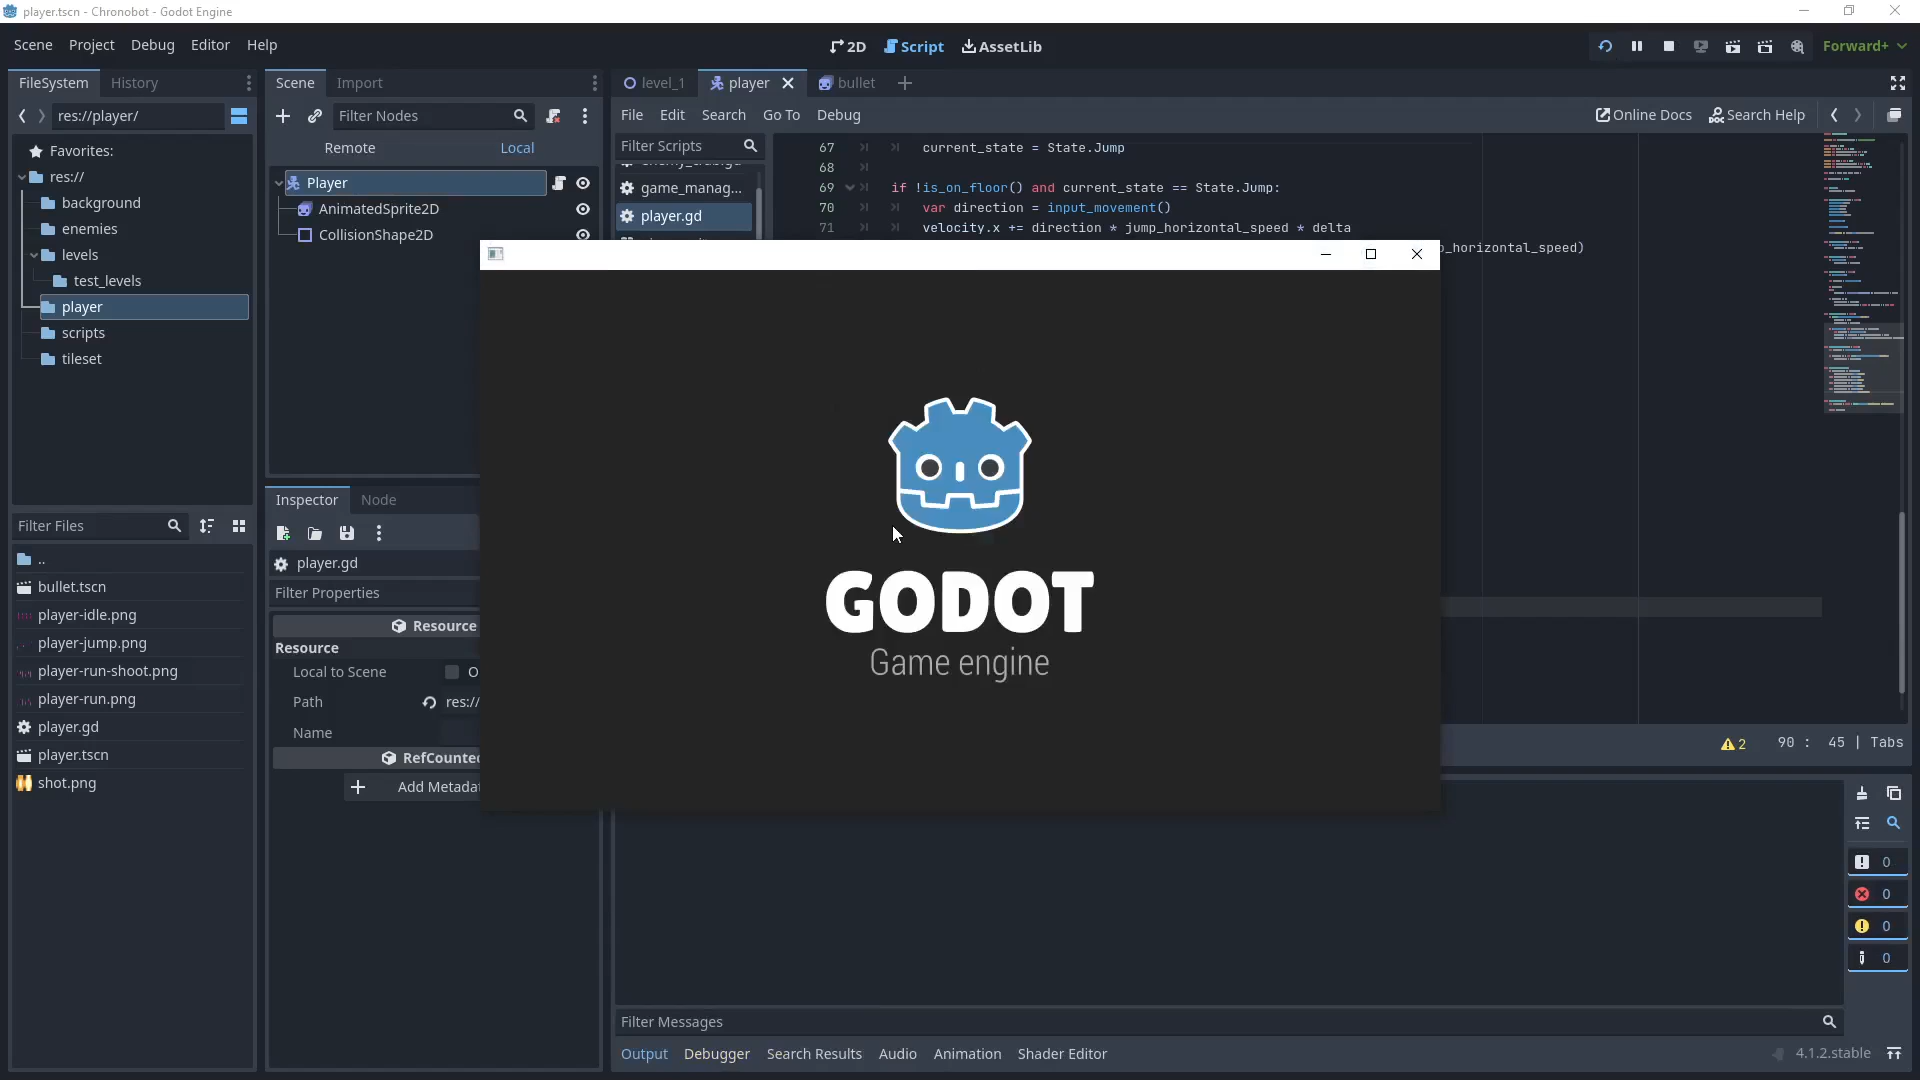 player.tscn - Chronobot - Godot Engine
Scene Project Debug Editor Help
2D Script AssetLib
Forward+
FileSystem History
Scene Import
level_1 player bullet
res://player/
Filter Nodes
File Edit Search Go To Debug
Online Docs Search Help
Favorites:
res://
background
enemies
levels
test_levels
player
scripts
tileset
Remote Local
Player
AnimatedSprite2D
CollisionShape2D
Filter Scripts
game_manag...
player.gd
67 current_state = State.Jump
68
69 if !is_on_floor() and current_state == State.Jump:
70 var direction = input_movement()
71 velocity.x += direction * jump_horizontal_speed * delta
_horizontal_speed)
GODOT
Game engine
Filter Files
..
bullet.tscn
player-idle.png
player-jump.png
player-run-shoot.png
player-run.png
player.gd
player.tscn
shot.png
Inspector Node
player.gd
Filter Properties
Resource
Resource
Local to Scene O
Path res://
Name
RefCounte
Add Metada
2 90 : 45 | Tabs
0
0
0
0
Filter Messages
Output Debugger Search Results Audio Animation Shader Editor
4.1.2.stable